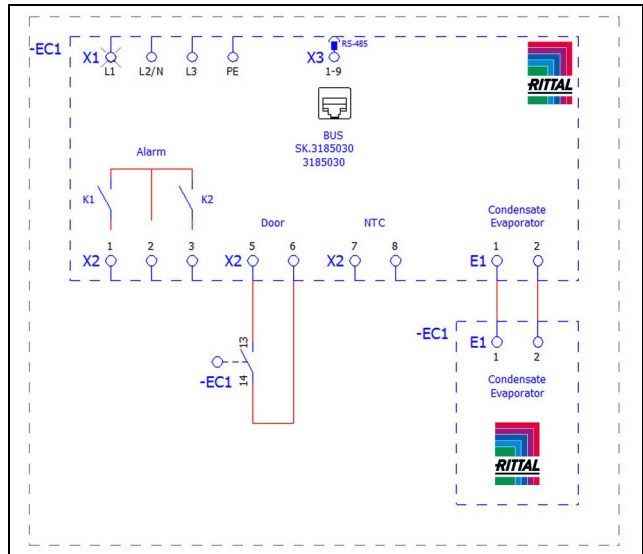 -EC1
X1
L1
L2/N
L3
PE
X3
RS-485
1-9
RITTAL
BUS
SK.3185030
3185030
Alarm
K1
K2
Door
NTC
Condensate
Evaporator
X2 1 2 3
X2 5 6
X2 7 8
E1 1 2
13
14
-EC1
-EC1
E1
1 2
Condensate
Evaporator
RITTAL